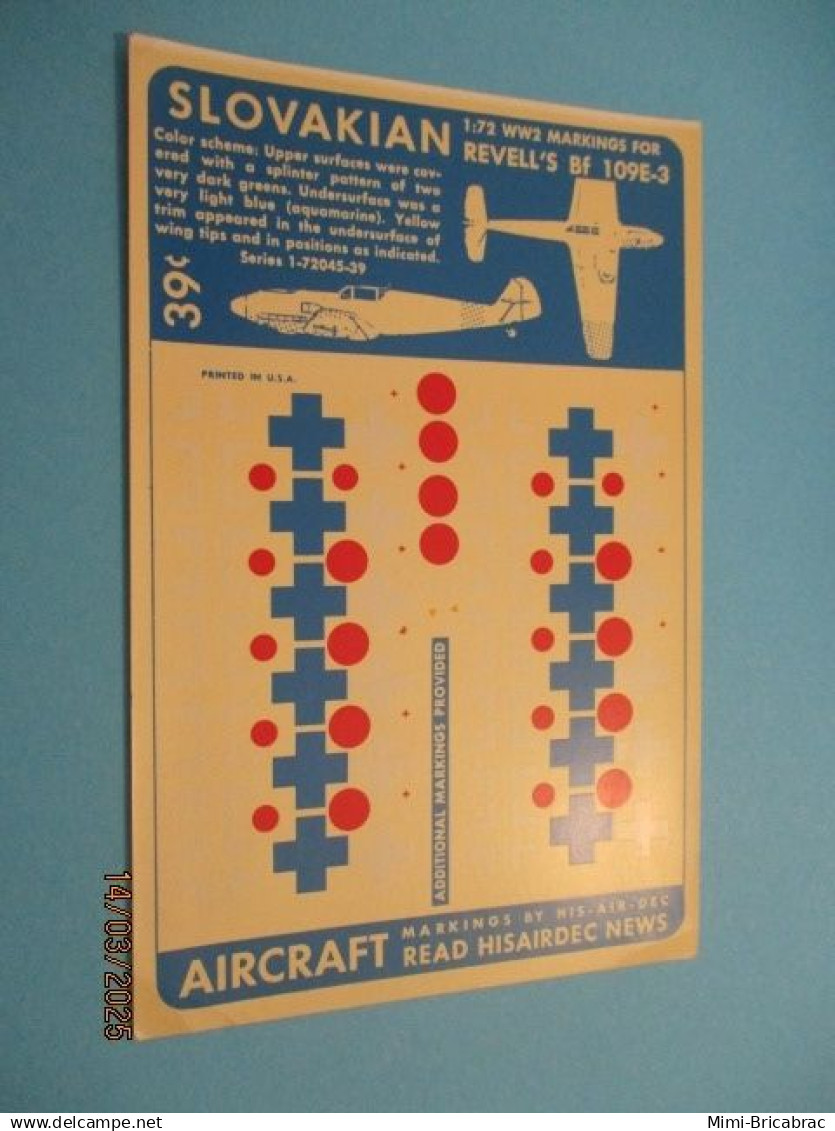 SLOVAKIAN
1:72 WW2 MARKINGS FOR
REVELL'S Bf 109E-3
Color scheme: Upper surfaces were cov-
ered with a splinter pattern of two
very dark greens. Undersurface was a
very light blue (aquamarine). Yellow
trim appeared in the undersurface of
wing tips and in positions as indicated.
Series 1-72045-39
39¢
PRINTED IN U.S.A.
ADDITIONAL MARKINGS PROVIDED
AIRCRAFT
MARKINGS BY HIS-AIR-DEC
READ HISAIRDEC NEWS
14/03/2025
Mimi-Bricabrac